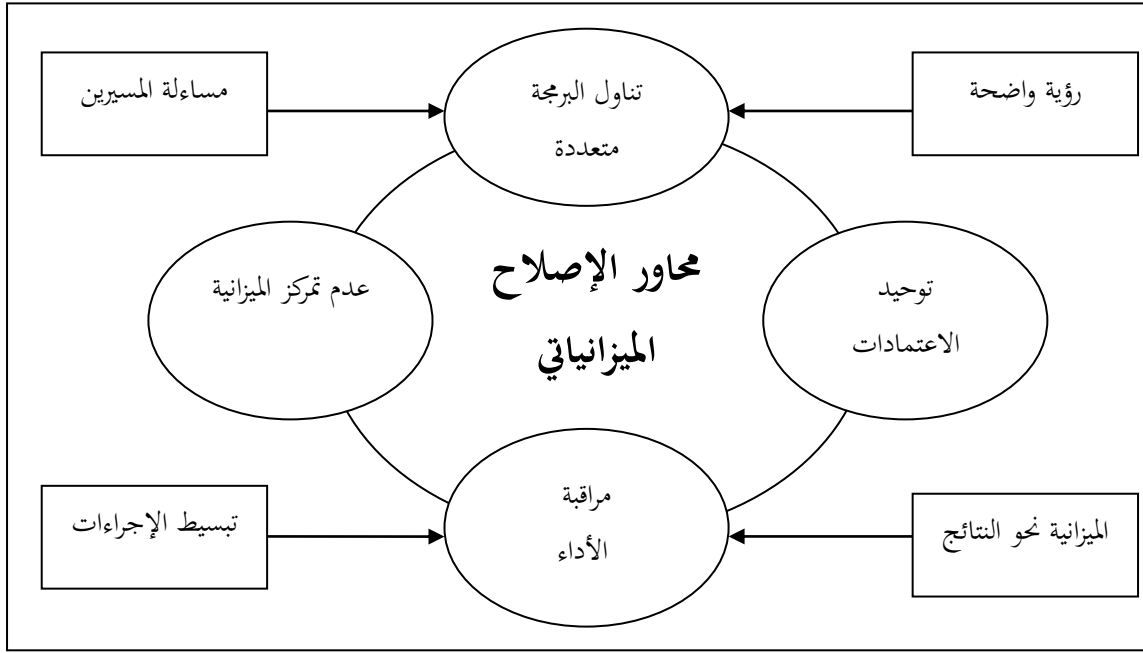 رؤية واضحة
تناول البرمجة
متعددة
مساءلة المسيرين
محاور الإصلاح
الميزانياتي
توحيد
الاعتمادات
عدم تمركز الميزانية
الميزانية نحو النتائج
مراقبة
الأداء
تبسيط الإجراءات